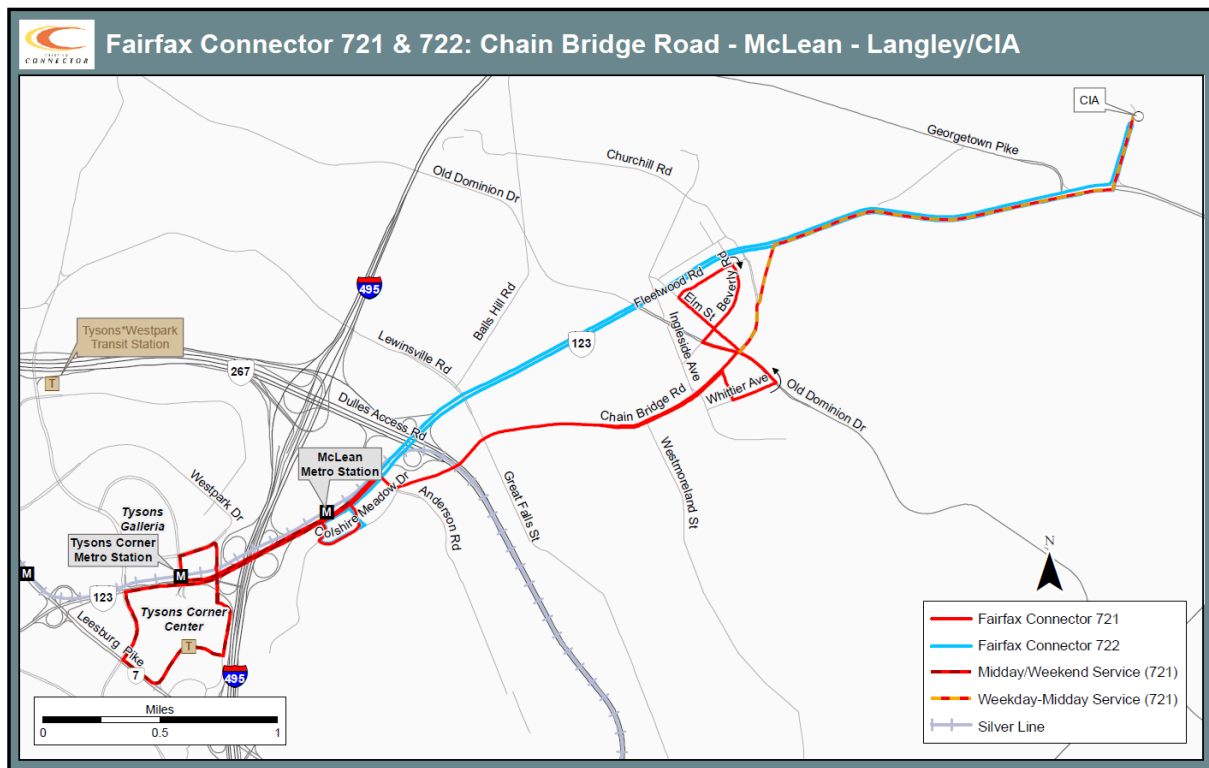 CONNECTOR
Fairfax Connector 721 & 722: Chain Bridge Road - McLean - Langley/CIA
CIA
Georgetown Pike
Churchill Rd
Old Dominion Dr
495
Fleetwood Rd
Beverly Rd
Elm St
Balls Hill Rd
Ingleside Ave
Tysons*Westpark
Transit Station
T
Lewinsville Rd
123
267
Whittier Ave
Old Dominion Dr
Dulles Access Rd
Chain Bridge Rd
McLean
Metro Station
Westmoreland St
Great Falls St
Anderson Rd
Westpark Dr
M
Colshire Meadow Dr
Tysons
Galleria
Tysons Corner
Metro Station
M
M
123
Tysons Corner
Center
T
Leesburg Pike
7
495
N
Miles
0 0.5 1
Fairfax Connector 721
Fairfax Connector 722
Midday/Weekend Service (721)
Weekday-Midday Service (721)
Silver Line